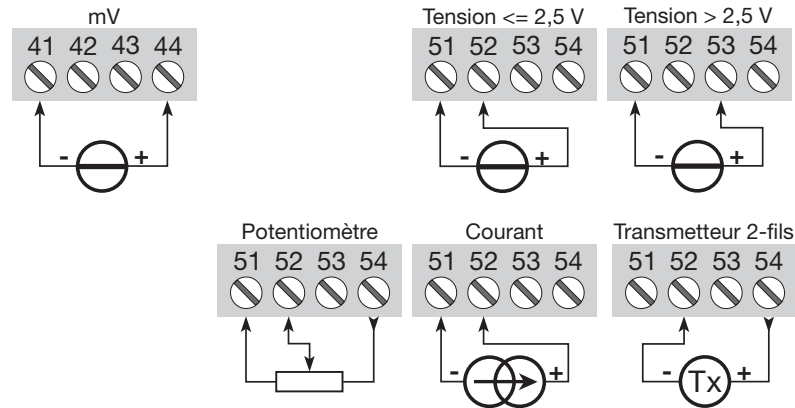 mV
41 42 43 44
- +
Tension <= 2,5 V
51 52 53 54
- +
Tension > 2,5 V
51 52 53 54
- +
Potentiomètre
51 52 53 54
Courant
51 52 53 54
- +
Transmetteur 2-fils
51 52 53 54
- Tx +